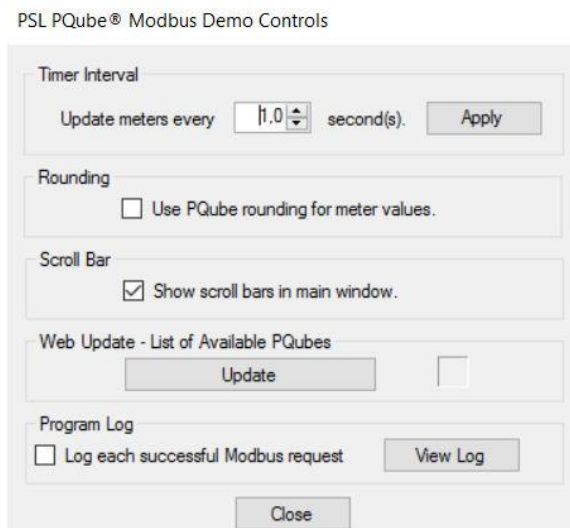 PSL PQube® Modbus Demo Controls
Timer Interval
Update meters every 1.0 second(s). Apply
Rounding
Use PQube rounding for meter values.
Scroll Bar
Show scroll bars in main window.
Web Update - List of Available PQubes
Update
Program Log
Log each successful Modbus request View Log
Close